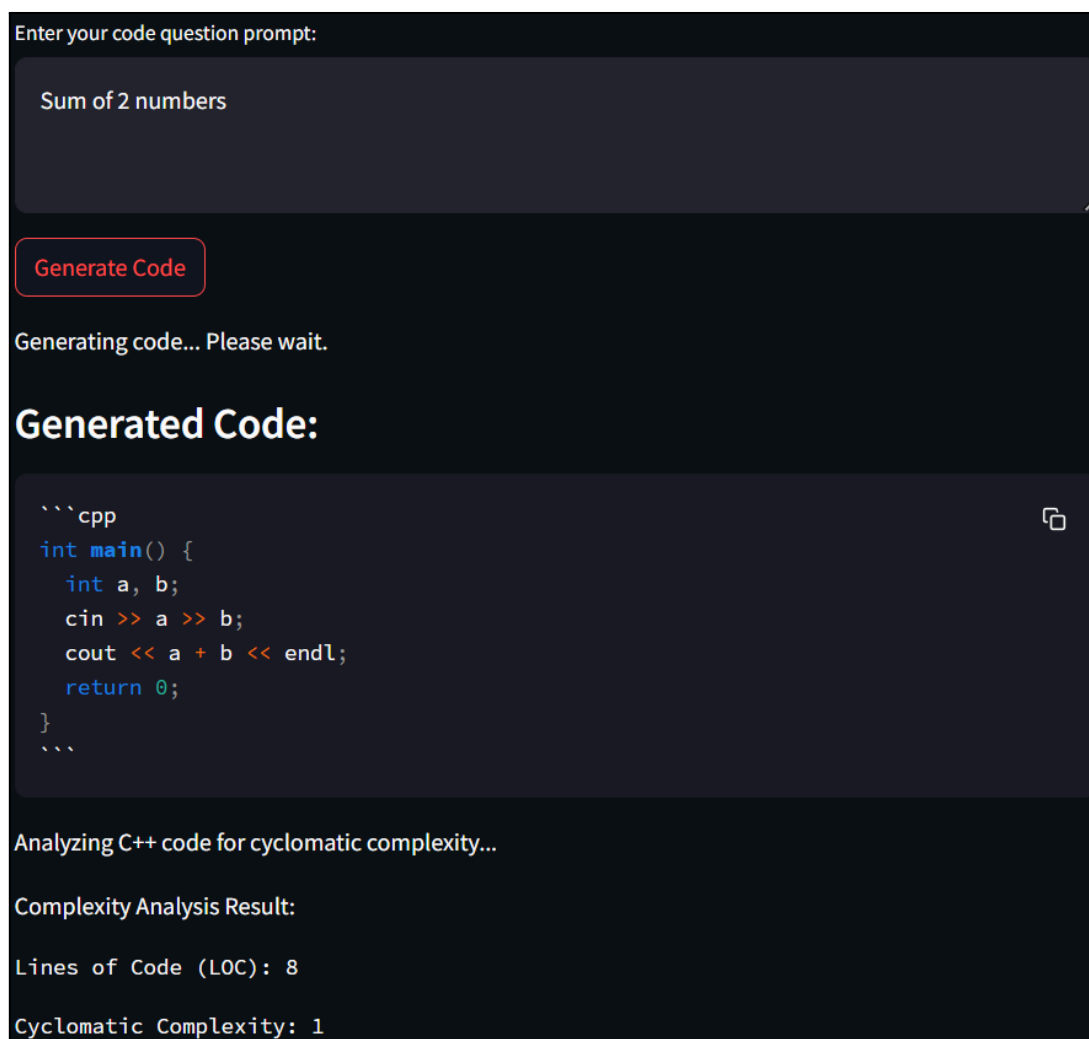 Enter your code question prompt:
Sum of 2 numbers
Generate Code
Generating code... Please wait.
Generated Code:
```cpp
int main() {
  int a, b;
  cin >> a >> b;
  cout << a + b << endl;
  return 0;
}
```
Analyzing C++ code for cyclomatic complexity...
Complexity Analysis Result:
Lines of Code (LOC): 8
Cyclomatic Complexity: 1